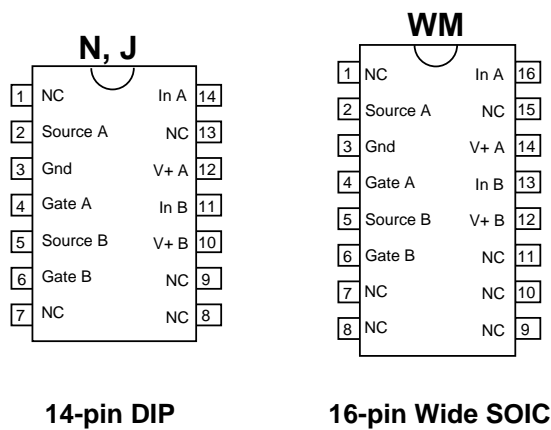 N, J
1 NC In A 14
2 Source A NC 13
3 Gnd V+ A 12
4 Gate A In B 11
5 Source B V+ B 10
6 Gate B NC 9
7 NC NC 8
14-pin DIP
WM
1 NC In A 16
2 Source A NC 15
3 Gnd V+ A 14
4 Gate A In B 13
5 Source B V+ B 12
6 Gate B NC 11
7 NC NC 10
8 NC NC 9
16-pin Wide SOIC